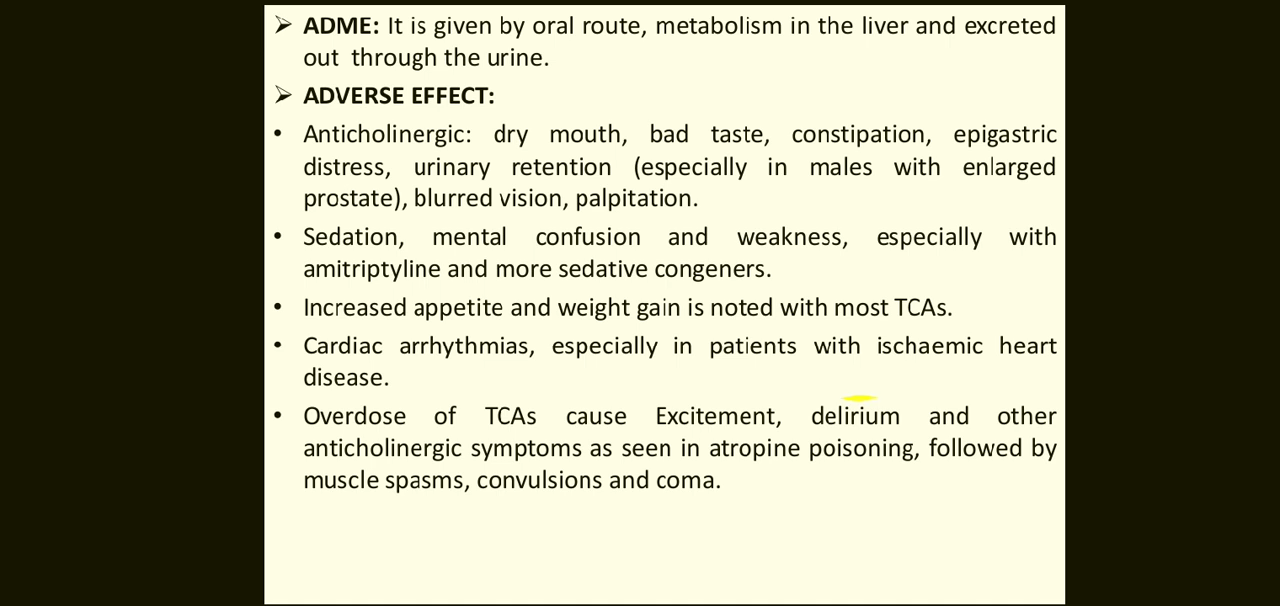 ➢ ADME: It is given by oral route, metabolism in the liver and excreted
out through the urine.
➢ ADVERSE EFFECT:
• Anticholinergic: dry mouth, bad taste, constipation, epigastric
distress, urinary retention (especially in males with enlarged
prostate), blurred vision, palpitation.
• Sedation, mental confusion and weakness, especially with
amitriptyline and more sedative congeners.
• Increased appetite and weight gain is noted with most TCAs.
• Cardiac arrhythmias, especially in patients with ischaemic heart
disease.
• Overdose of TCAs cause Excitement, delirium and other
anticholinergic symptoms as seen in atropine poisoning, followed by
muscle spasms, convulsions and coma.